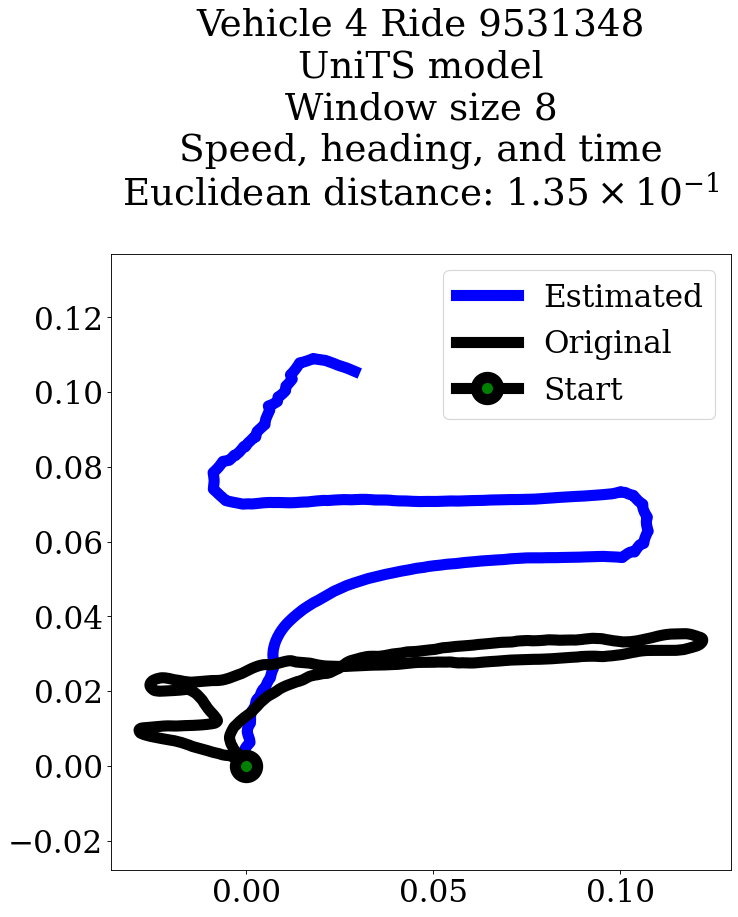 Vehicle 4 Ride 9531348
UniTS model
Window size 8
Speed, heading, and time
Euclidean distance: 1.35 × 10⁻¹
Estimated
Original
Start
0.12
0.10
0.08
0.06
0.04
0.02
0.00
−0.02
0.00 0.05 0.10